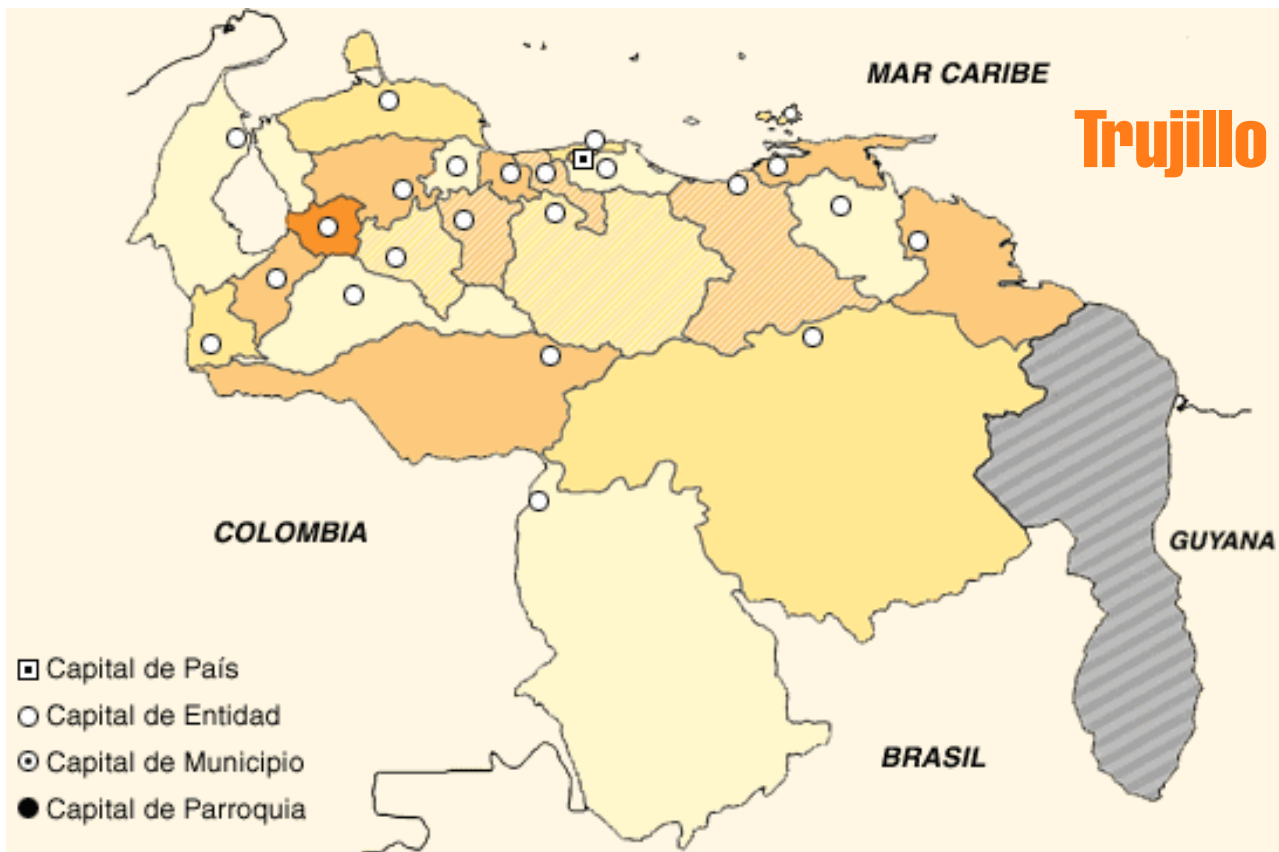 MAR CARIBE
Trujillo
COLOMBIA
GUYANA
BRASIL
Capital de País
Capital de Entidad
Capital de Municipio
Capital de Parroquia